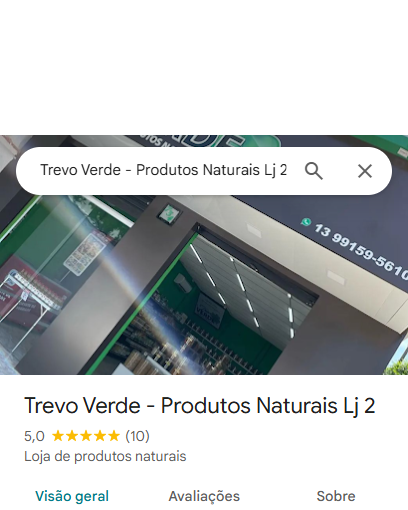 Trevo Verde - Produtos Naturais Lj 2
13 99159-5610
Trevo Verde - Produtos Naturais Lj 2
5,0 ★★★★★ (10)
Loja de produtos naturais
Visão geral Avaliações Sobre